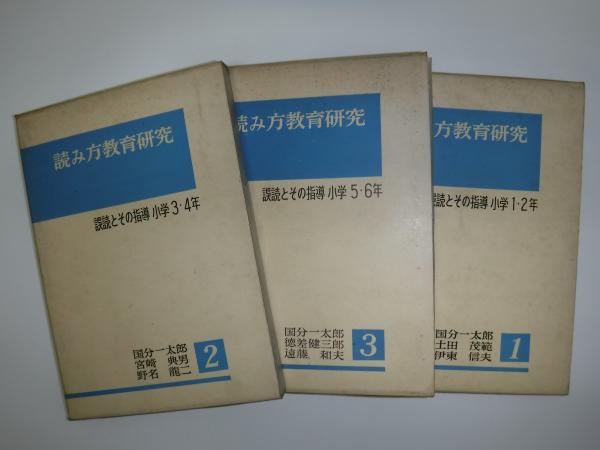 読み方教育研究
誤読とその指導 小学3・4年
国分一太郎
宮崎 典男
野名 龍二
2
読み方教育研究
誤読とその指導 小学5・6年
国分一太郎
徳差健三郎
遠藤 和夫
3
方教育研究
誤読とその指導 小学1・2年
国分一太郎
土田 茂範
伊東 信夫
1